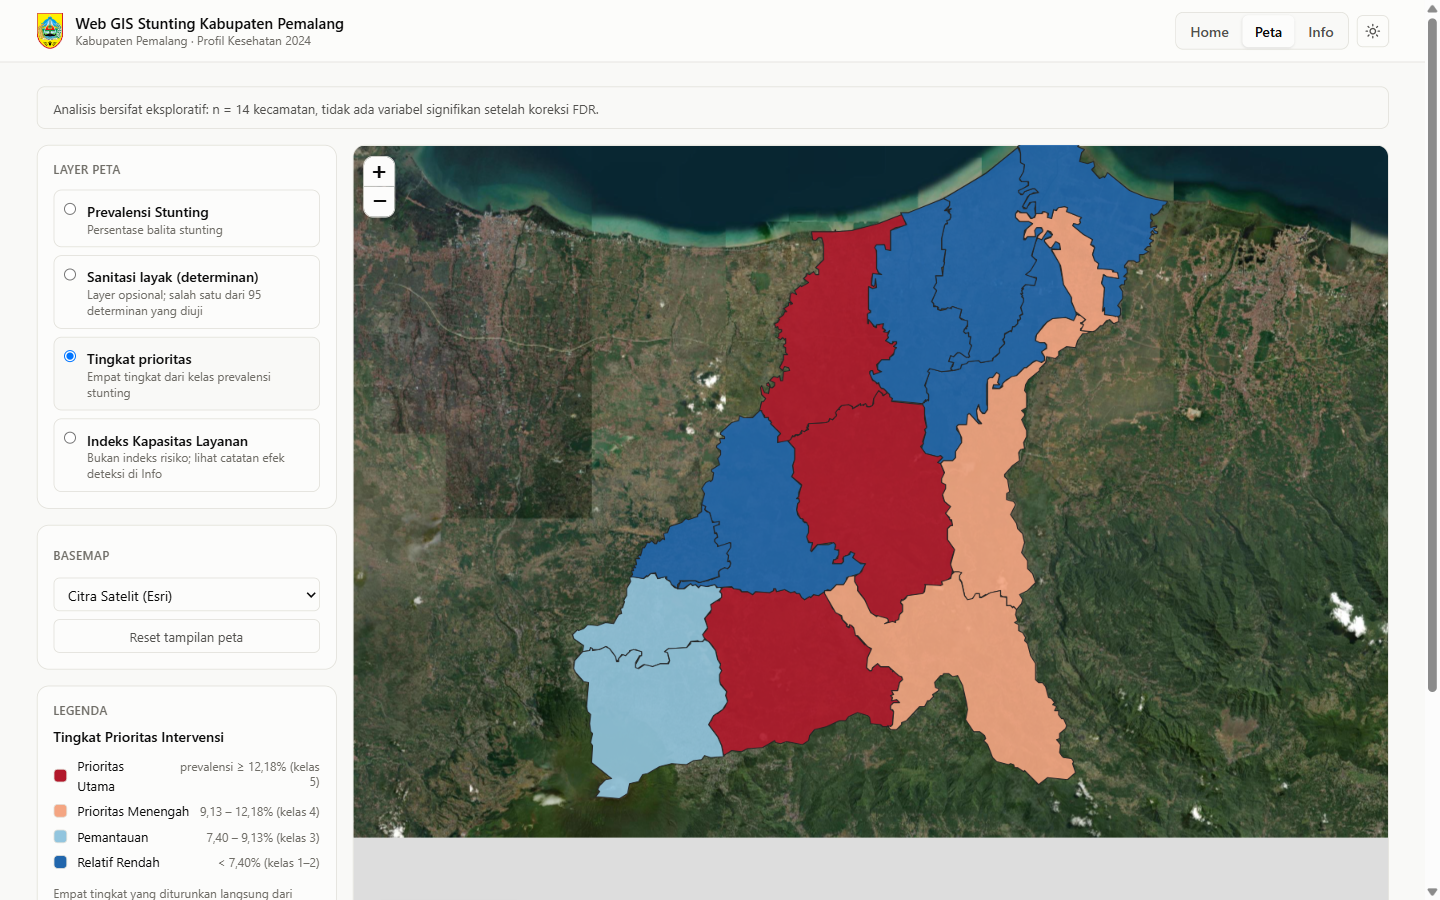 Web GIS Stunting Kabupaten Pemalang
Kabupaten Pemalang · Profil Kesehatan 2024
Home
Peta
Info
Analisis bersifat eksploratif: n = 14 kecamatan, tidak ada variabel signifikan setelah koreksi FDR.
LAYER PETA
Prevalensi Stunting
Persentase balita stunting
Sanitasi layak (determinan)
Layer opsional; salah satu dari 95
determinan yang diuji
Tingkat prioritas
Empat tingkat dari kelas prevalensi
stunting
Indeks Kapasitas Layanan
Bukan indeks risiko; lihat catatan efek
deteksi di Info
BASEMAP
Citra Satelit (Esri)
Reset tampilan peta
LEGENDA
Tingkat Prioritas Intervensi
Prioritas
Utama
prevalensi ≥ 12,18% (kelas
5)
Prioritas Menengah 9,13 – 12,18% (kelas 4)
Pemantauan 7,40 – 9,13% (kelas 3)
Relatif Rendah < 7,40% (kelas 1–2)
Empat tingkat yang diturunkan langsung dari
+
−